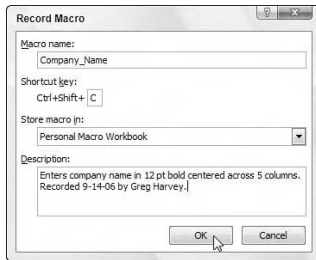 Record Macro
Macro name:
Company_Name
Shortcut key:
Ctrl+Shift+ C
Store macro in:
Personal Macro Workbook
Description:
Enters company name in 12 pt bold centered across 5 columns.
Recorded 9-14-06 by Greg Harvey.
OK Cancel